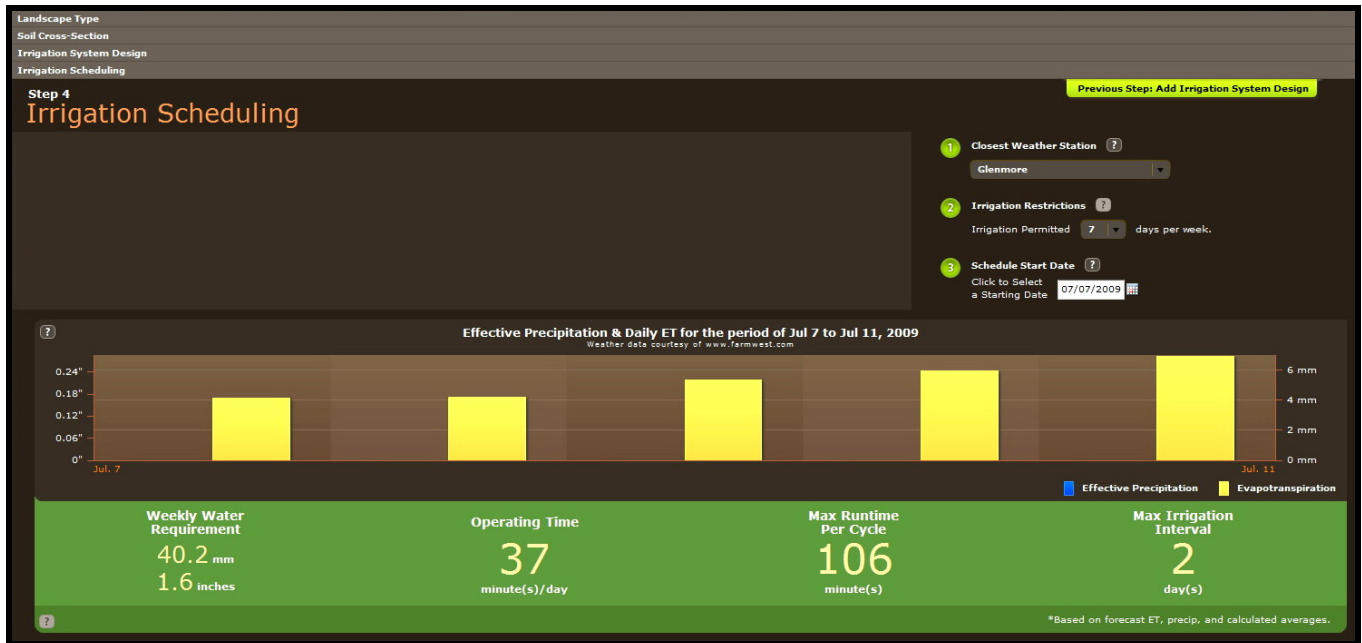 Landscape Type
Soil Cross-Section
Irrigation System Design
Irrigation Scheduling
Step 4
Irrigation Scheduling
Previous Step: Add Irrigation System Design
1 Closest Weather Station ?
Glenmore
2 Irrigation Restrictions ?
Irrigation Permitted 7 days per week.
3 Schedule Start Date ?
Click to Select
a Starting Date 07/07/2009
?
Effective Precipitation & Daily ET for the period of Jul 7 to Jul 11, 2009
Weather data courtesy of www.farmwest.com
0.24"
0.18"
0.12"
0.06"
0"
6 mm
4 mm
2 mm
0 mm
Jul. 7
Jul. 11
Effective Precipitation Evapotranspiration
Weekly Water
Requirement
40.2 mm
1.6 inches
Operating Time
37
minute(s)/day
Max Runtime
Per Cycle
106
minute(s)
Max Irrigation
Interval
2
day(s)
?
*Based on forecast ET, precip, and calculated averages.